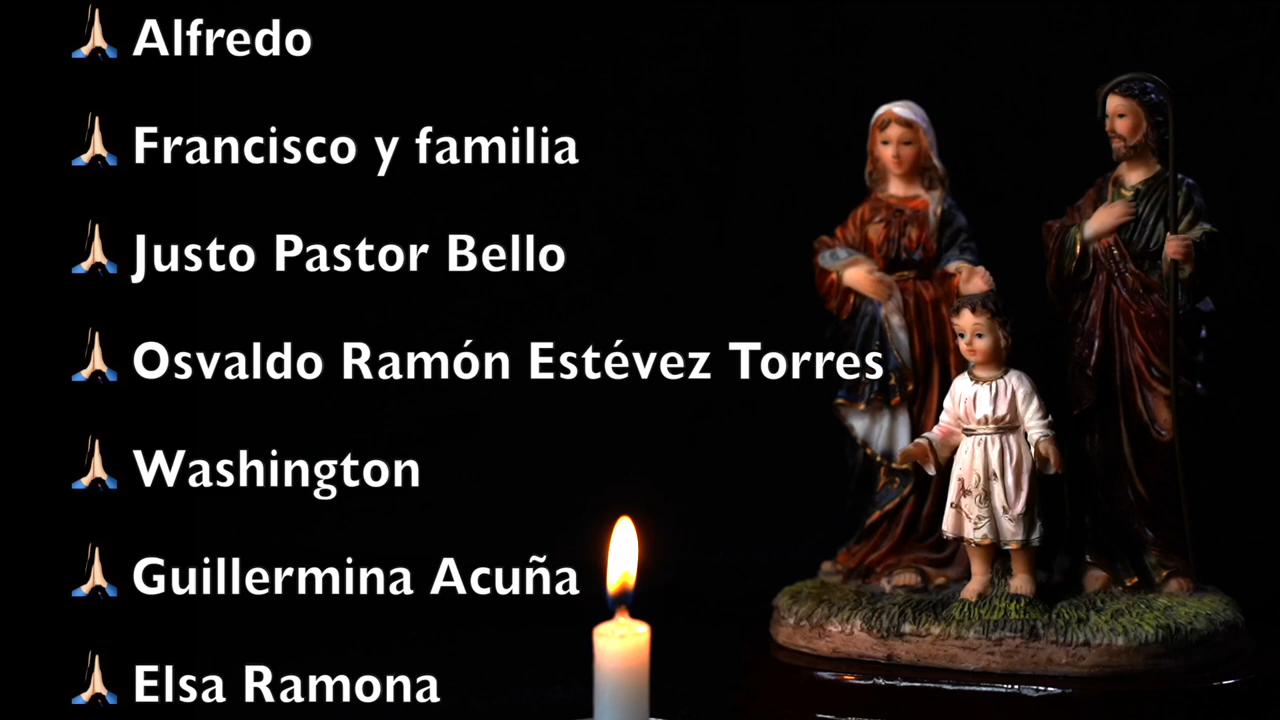 🙏🏻 Alfredo
🙏🏻 Francisco y familia
🙏🏻 Justo Pastor Bello
🙏🏻 Osvaldo Ramón Estévez Torres
🙏🏻 Washington
🙏🏻 Guillermina Acuña
🙏🏻 Elsa Ramona